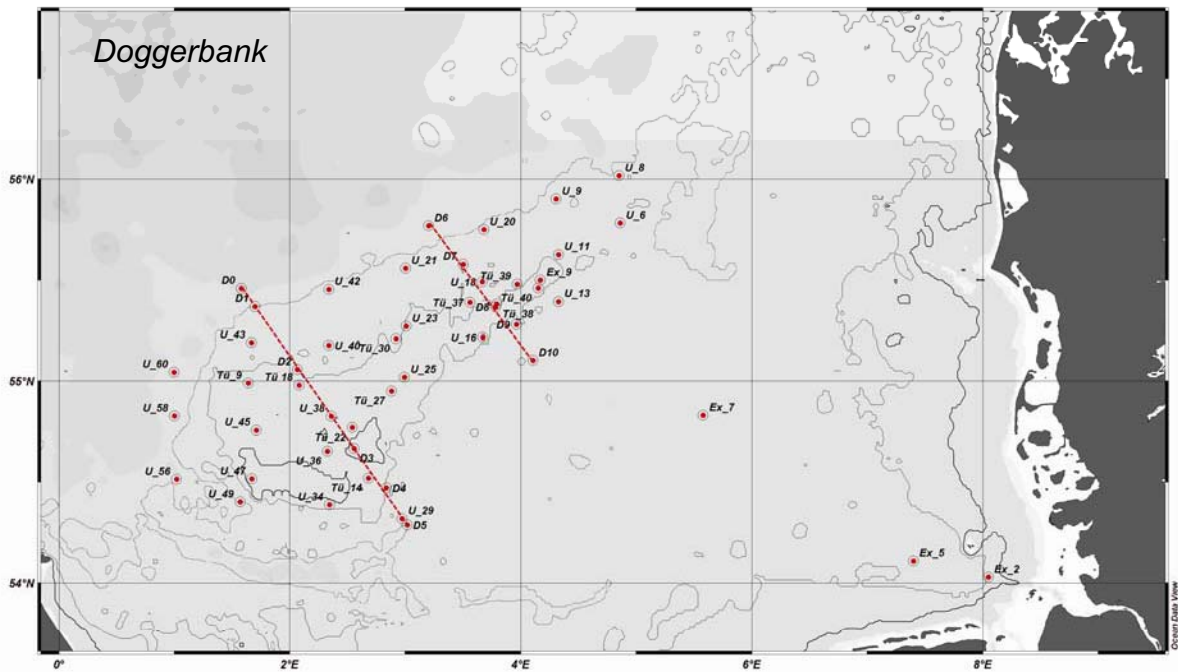 Doggerbank
56°N
55°N
54°N
0°
2°E
4°E
6°E
8°E
U_8
U_9
U_6
D6
U_20
U_11
D7
U_21
Tü_39
Ex_9
U_18
D0
U_42
D1
Tü_37
Tü_40
U_13
D8
Tü_38
U_23
D9
U_43
U_40
Tü_30
U_16
D10
D2
U_60
Tü_9
Tü 18
U_25
Tü_27
U_58
U_38
Ex_7
U_45
Tü_22
U_36
D3
U_56
U_47
Tü_14
D4
U_49
U_34
U_29
D5
Ex_5
Ex_2
Ocean Data View